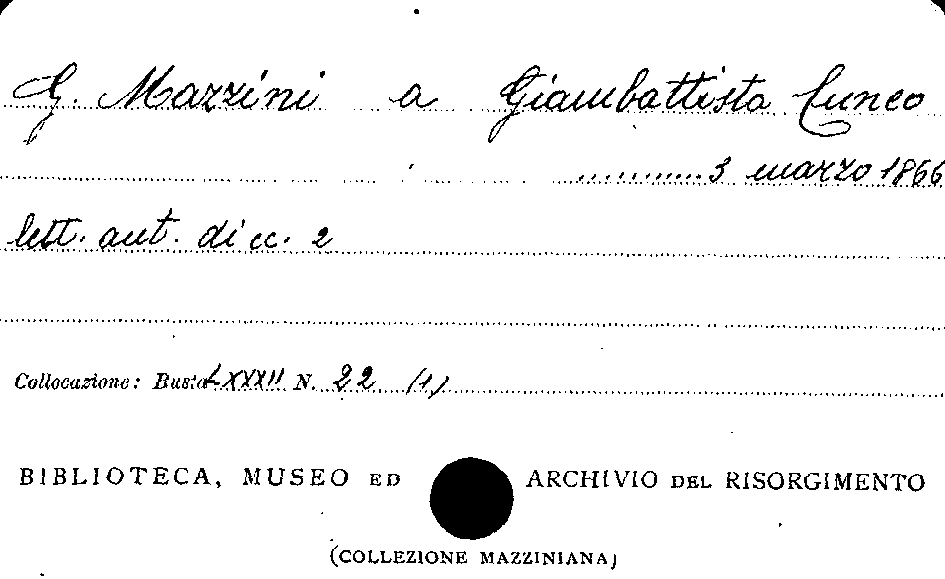 G. Mazzini a Giambattista Cuneo
3 marzo 1866
lett. aut. di cc. 2
Collocazione: Busta LXXXII N. 22 (1)
BIBLIOTECA, MUSEO ED ARCHIVIO DEL RISORGIMENTO
(COLLEZIONE MAZZINIANA)